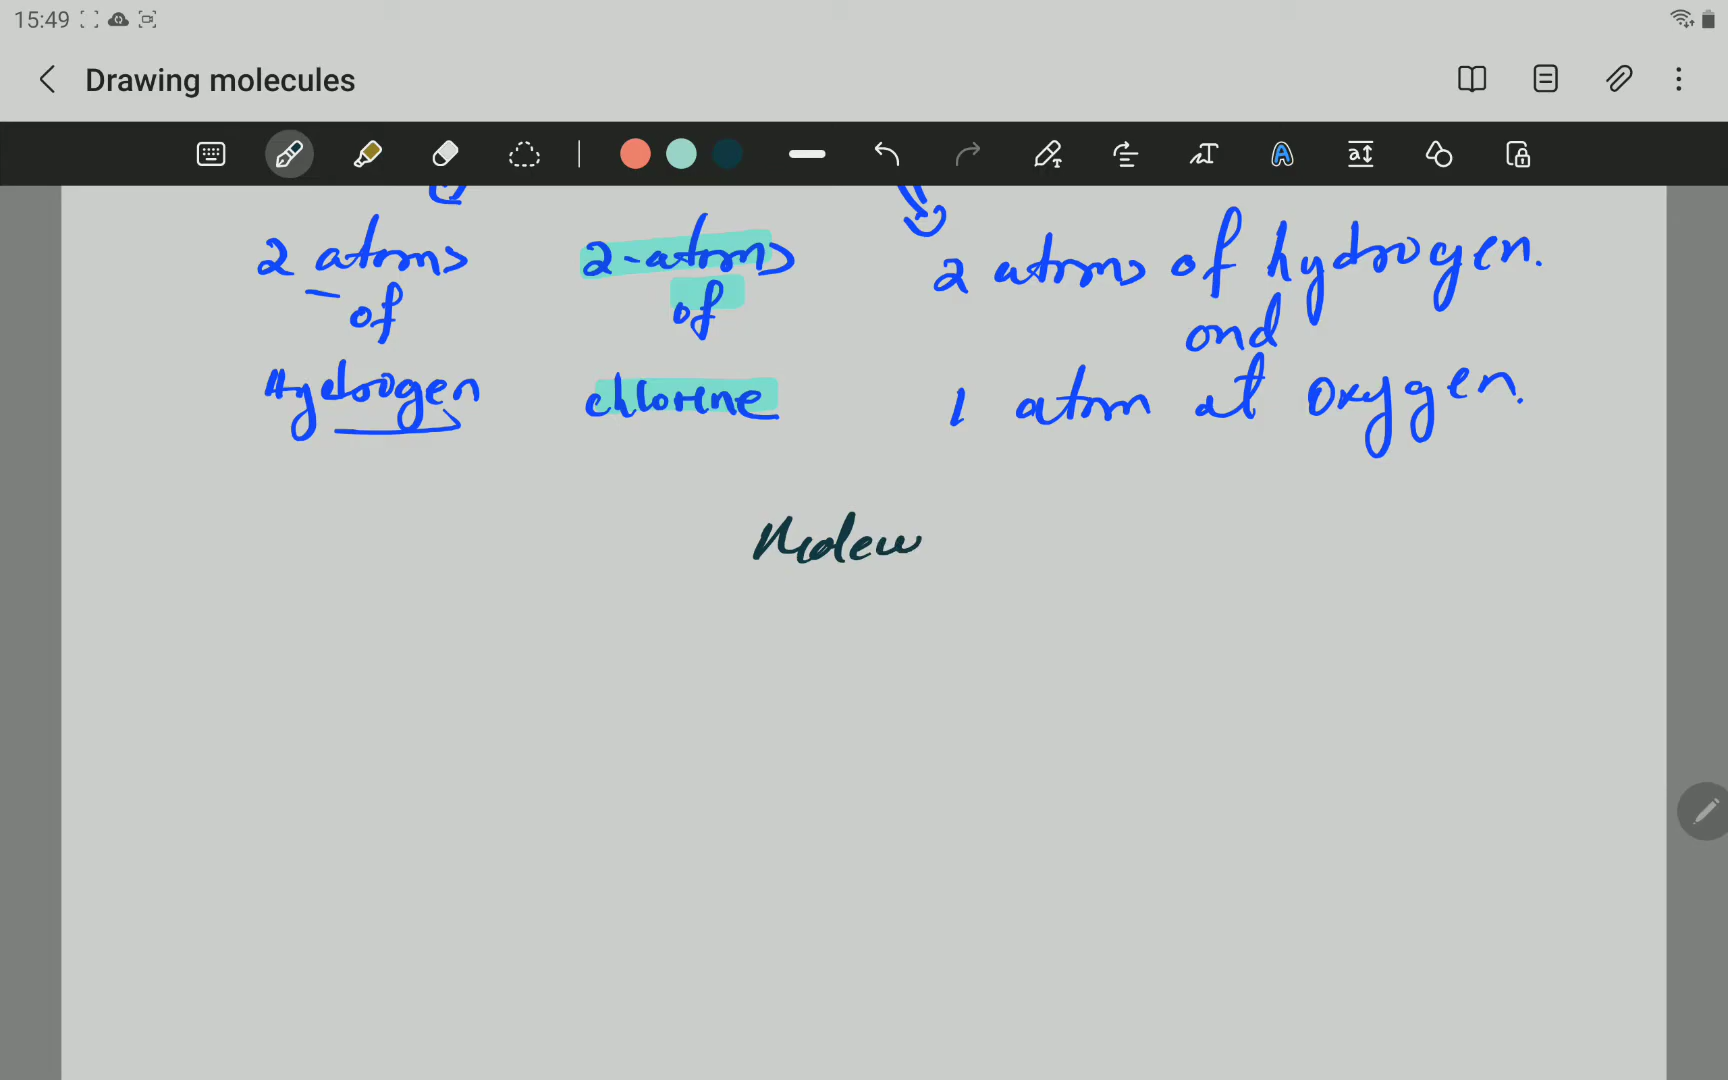 15:49
Drawing molecules
2 atoms
of
Hydrogen
2-atoms
of
chlorine
2 atoms of hydrogen.
and
1 atom at oxygen.
Molecu